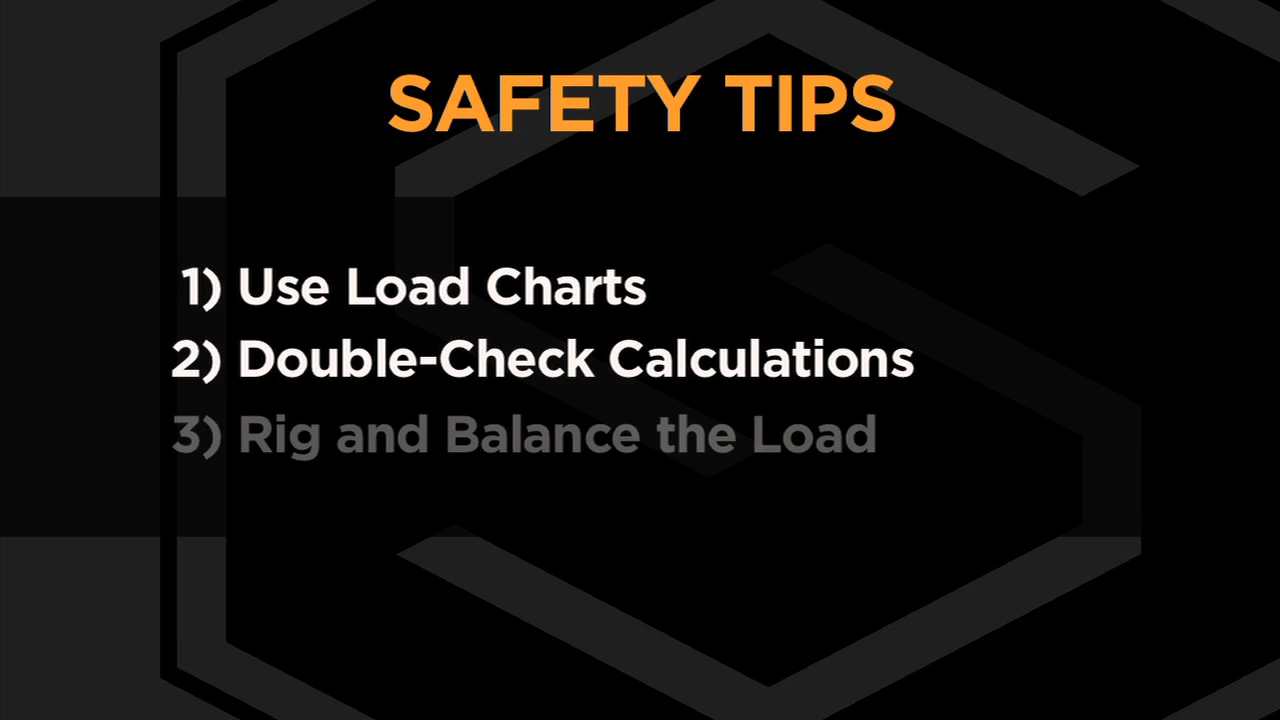 SAFETY TIPS
1) Use Load Charts
2) Double-Check Calculations
3) Rig and Balance the Load